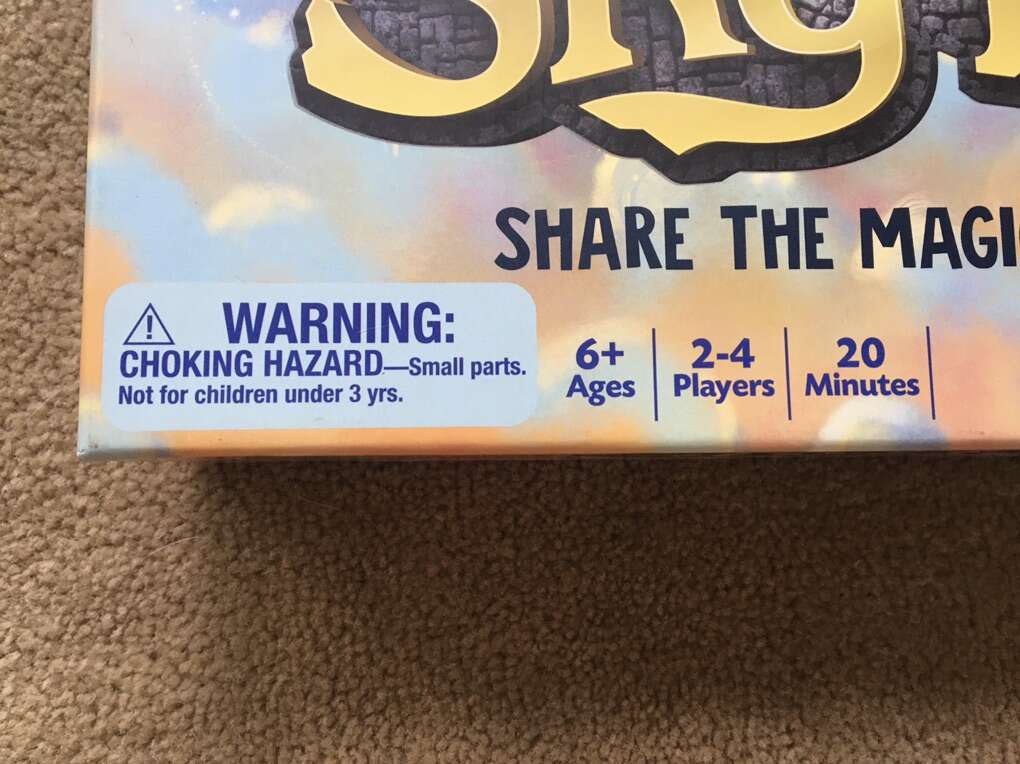 SHARE THE
WARNING:
CHOKING HAZARD—Small parts.
Not for children under 3 yrs.
6+
Ages
2-4
Players
20
Minutes